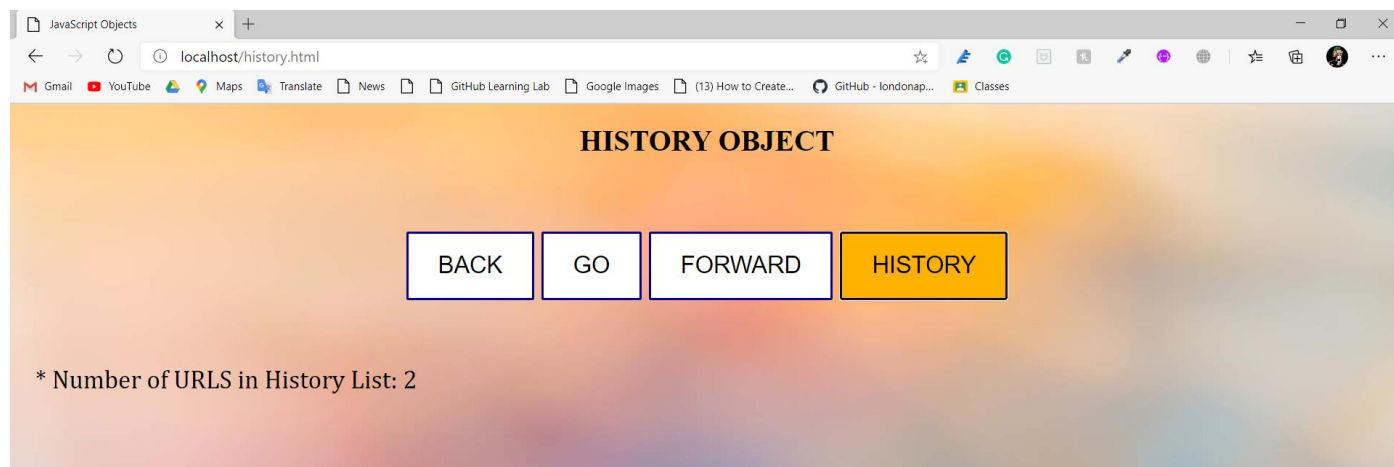 JavaScript Objects
localhost/history.html
Gmail YouTube Maps Translate News GitHub Learning Lab Google Images (13) How to Create... GitHub - londonap... Classes
HISTORY OBJECT
BACK GO FORWARD HISTORY
* Number of URLS in History List: 2